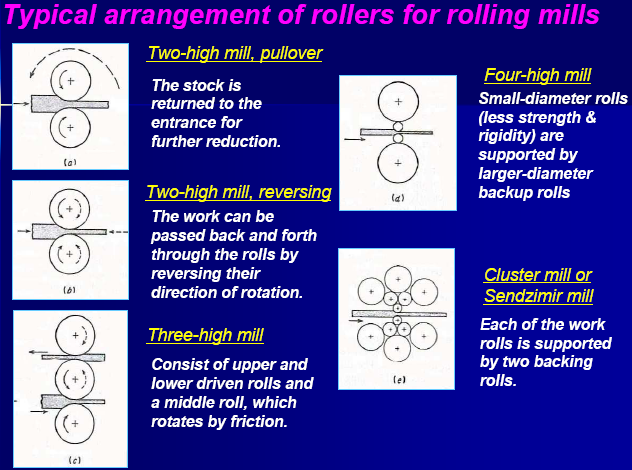 Typical arrangement of rollers for rolling mills
Two-high mill, pullover
The stock is
returned to the
entrance for
further reduction.
(a)
Two-high mill, reversing
The work can be
passed back and forth
through the rolls by
reversing their
direction of rotation.
(b)
Three-high mill
Consist of upper and
lower driven rolls and
a middle roll, which
rotates by friction.
(c)
Four-high mill
Small-diameter rolls
(less strength &
rigidity) are
supported by
larger-diameter
backup rolls
(d)
Cluster mill or
Sendzimir mill
Each of the work
rolls is supported
by two backing
rolls.
(e)